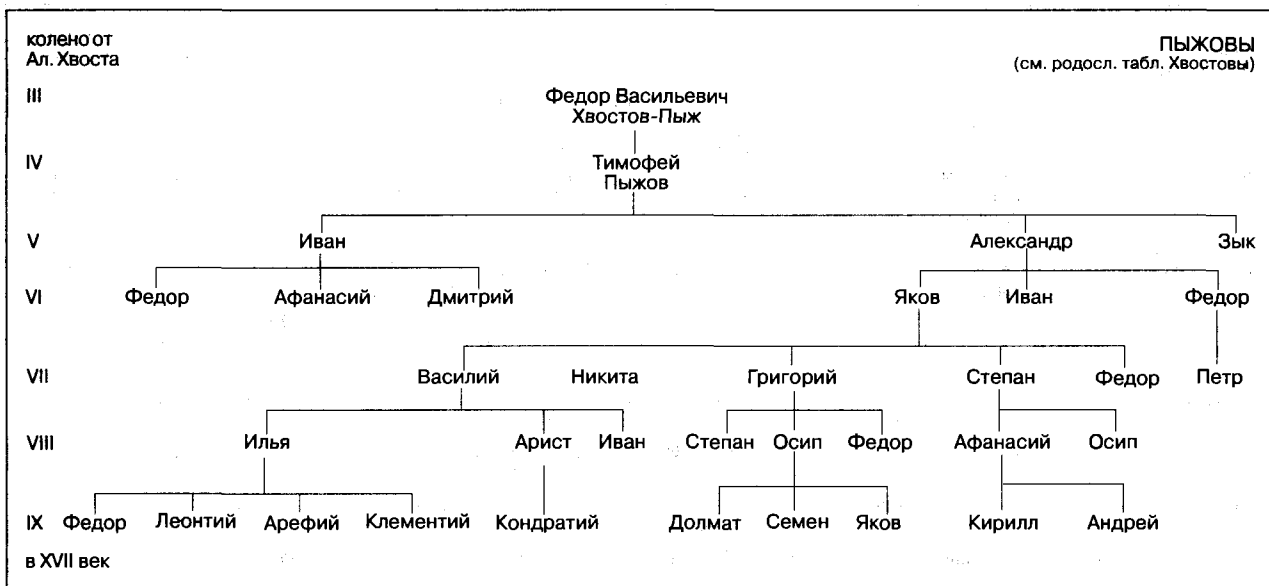 колено от
Ал. Хвоста
ПЫЖОВЫ
(см. родосл. табл. Хвостовы)
III
Федор Васильевич
Хвостов-Пыж
IV
Тимофей
Пыжов
V Иван Александр Зык
VI Федор Афанасий Дмитрий Яков Иван Федор
VII Василий Никита Григорий Степан Федор Петр
VIII Илья Арист Иван Степан Осип Федор Афанасий Осип
IX Федор Леонтий Арефий Клементий Кондратий Долмат Семен Яков Кирилл Андрей
в XVII век